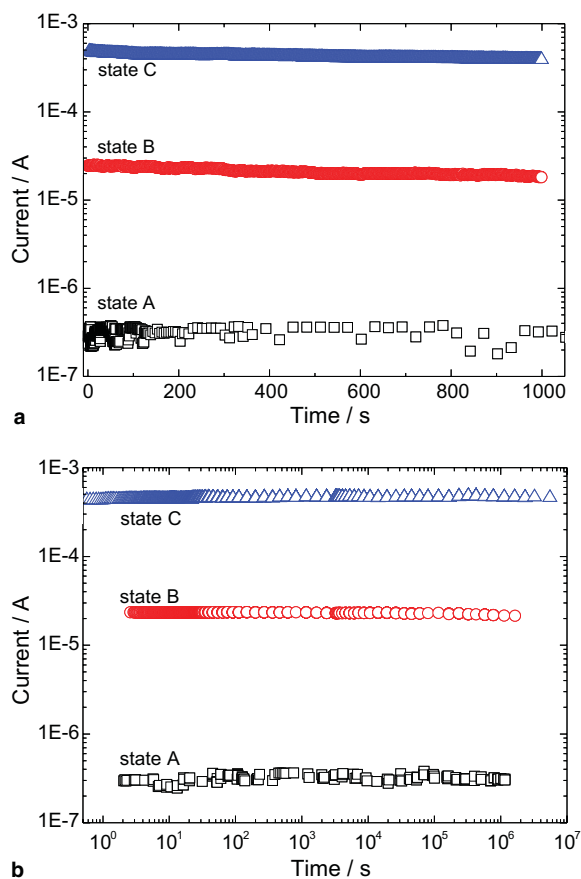 1E-3
state C
1E-4
state B
1E-5
Current / A
1E-6
state A
1E-7
0 200 400 600 800 1000
a
Time / s
1E-3
state C
1E-4
state B
1E-5
Current / A
1E-6
state A
1E-7
10^0 10^1 10^2 10^3 10^4 10^5 10^6 10^7
b
Time / s